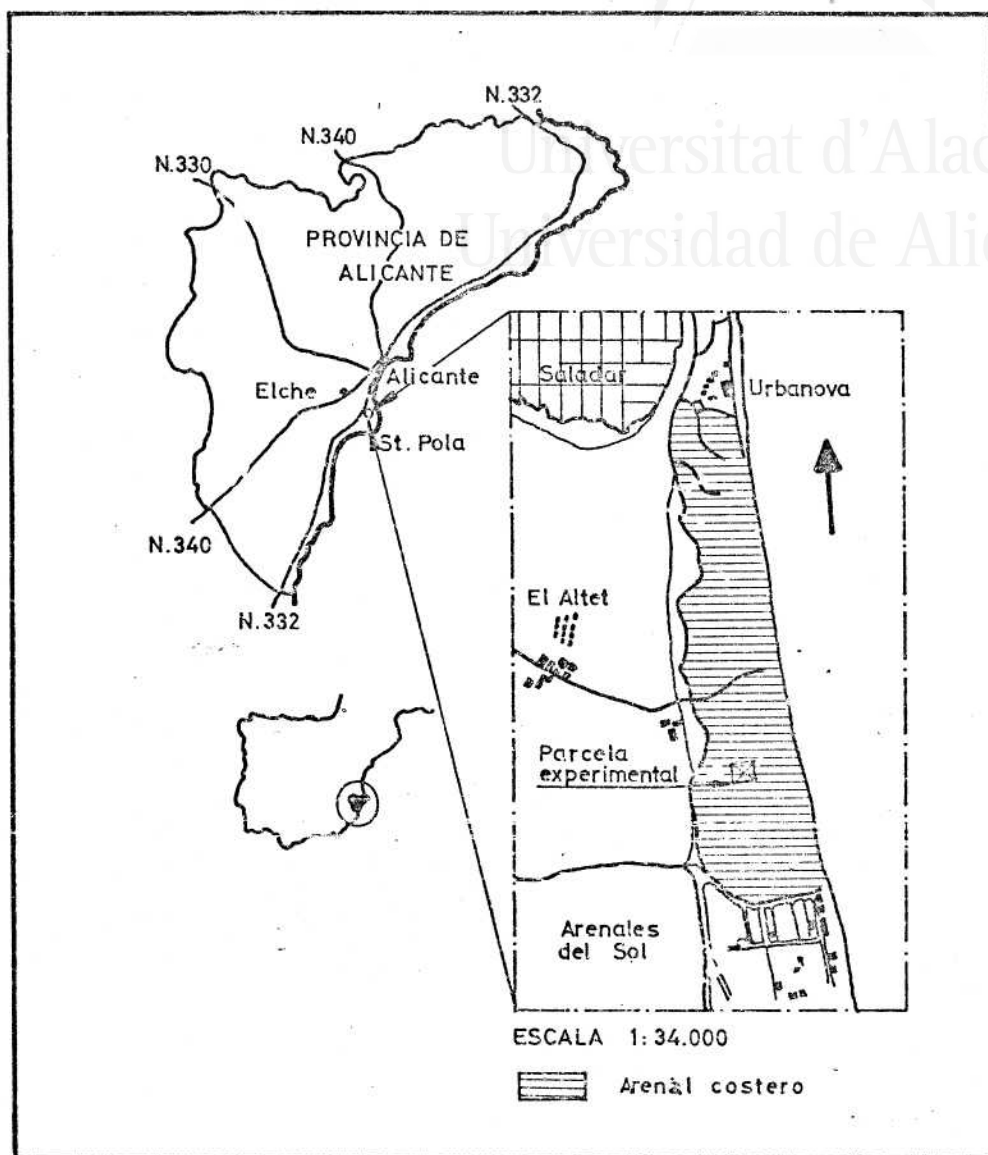 Universitat d'Alac
Universidad de Alic
N.332
N.340
N.330
PROVINCIA DE
ALICANTE
Elche
Alicante
St. Pola
N.340
N.332
Saladar
Urbanova
El Altet
Parcela
experimental
Arenales
del Sol
ESCALA 1:34.000
Arenal costero